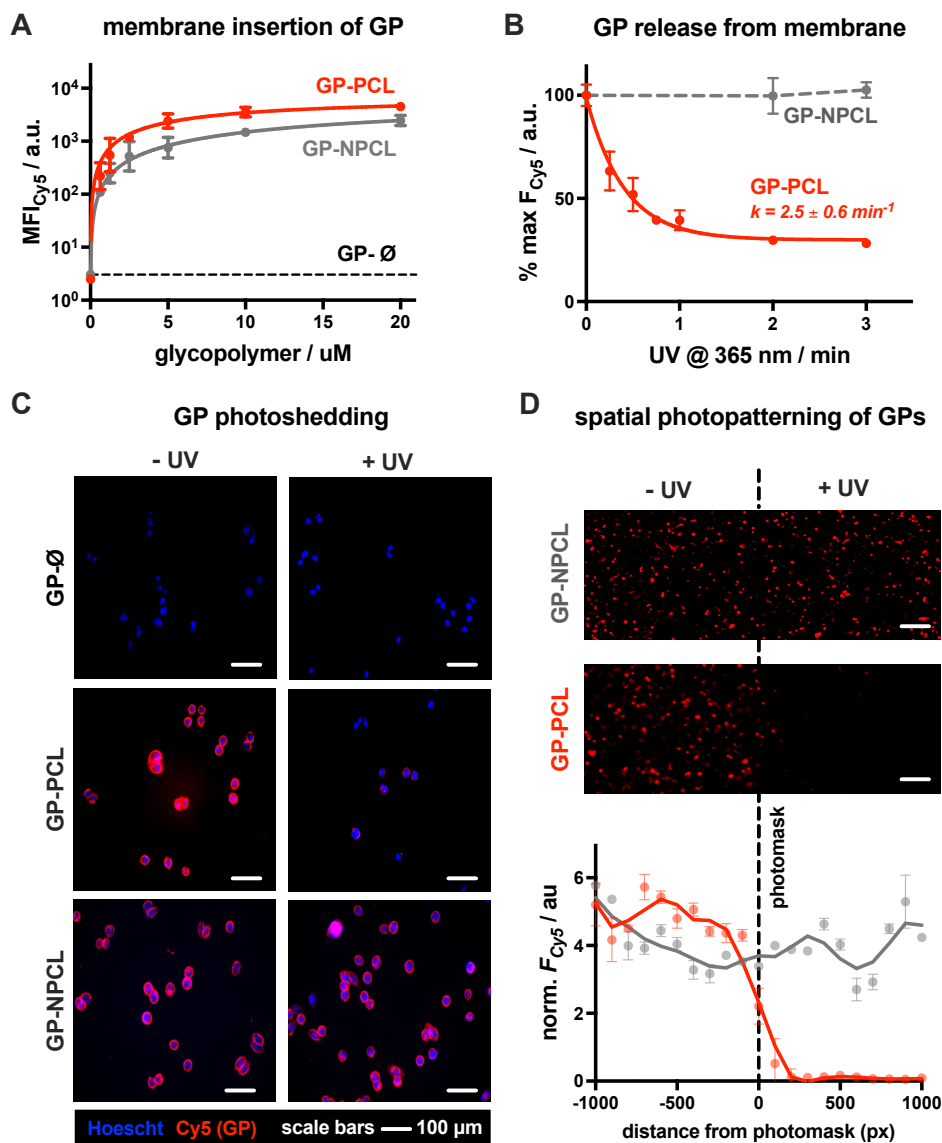 A
membrane insertion of GP
MFI_Cy5 / a.u.
10⁴
10³
10²
10¹
10⁰
GP-PCL
GP-NPCL
GP- Ø
0 5 10 15 20
glycopolymer / uM
B
GP release from membrane
% max F_Cy5 / a.u.
100
50
0
GP-NPCL
GP-PCL
k = 2.5 ± 0.6 min⁻¹
0 1 2 3
UV @ 365 nm / min
C
GP photoshedding
- UV + UV
GP-Ø
GP-PCL
GP-NPCL
Hoescht Cy5 (GP) scale bars 100 µm
D
spatial photopatterning of GPs
- UV + UV
GP-NPCL
GP-PCL
photomask
norm. F_Cy5 / au
6
4
2
0
-1000 -500 0 500 1000
distance from photomask (px)